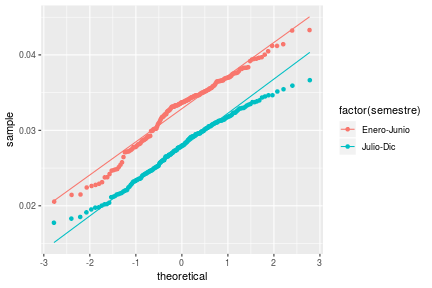 0.04
0.03
0.02
sample
-3 -2 -1 0 1 2 3
theoretical
factor(semestre)
Enero-Junio
Julio-Dic